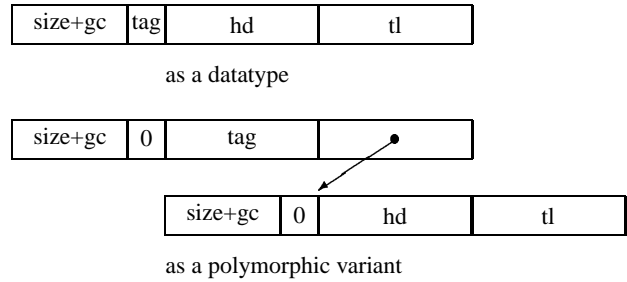 size+gc tag hd tl
as a datatype
size+gc 0 tag
size+gc 0 hd tl
as a polymorphic variant